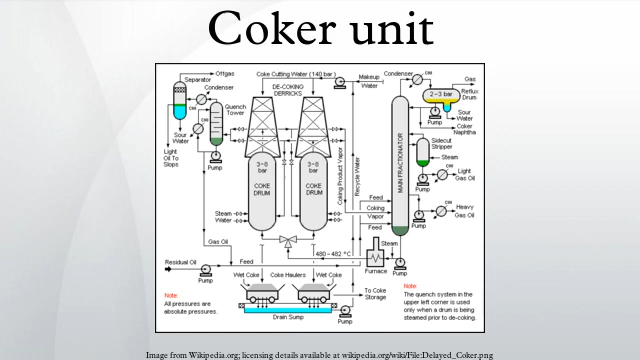 Coker unit
Offgas
Separator
Condenser
Coke Cutting Water (140 bar)
Makeup
Water
Condenser
CW
Gas
DE-COKING
DERRICKS
2-3 bar
Reflux
Drum
Quench
Tower
CW
Pump
Sour
Water
Coker
Naphtha
Sour
Water
Light
Oil To
Slops
Pump
Pump
MAIN FRACTIONATOR
Sidecut
Stripper
Steam
3-8
bar
COKE
DRUM
3-8
bar
COKE
DRUM
Coking Product Vapor
Recycle Water
CW
Light
Gas Oil
Pump
Feed
Coking
Vapor
Feed
CW
Heavy
Gas Oil
Pump
Steam
Water
Gas Oil
480-482 °C
Steam
Residual Oil
Feed
Pump
Furnace
Pump
Wet Coke
Coke Haulers
Wet Coke
To Coke
Storage
Note:
All pressures are
absolute pressures.
Drain Sump
Pump
Note:
The quench system in the
upper left corner is used
only when a drum is being
steamed prior to de-coking.
Image from Wikipedia.org; licensing details available at wikipedia.org/wiki/File:Delayed_Coker.png